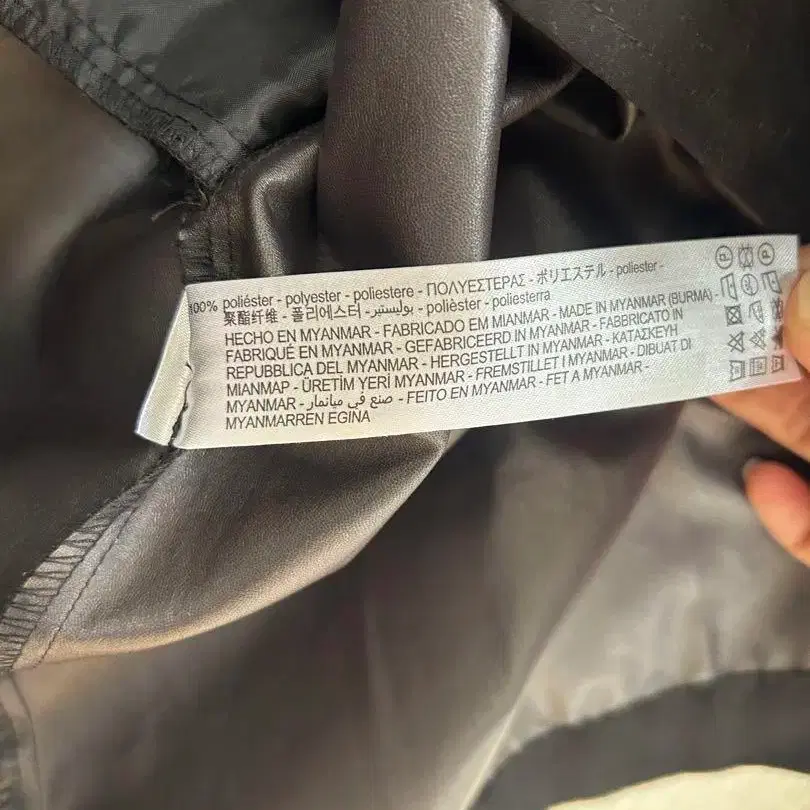 100% poliéster - polyester - poliestere - ΠΟΛΥΕΣΤΕΡΑΣ - ポリエステル - poliester -
聚酯纤维 - 폴리에스터 - بوليستير - polièster - poliesterra
HECHO EN MYANMAR - FABRICADO EM MIANMAR - MADE IN MYANMAR (BURMA) -
FABRIQUÉ EN MYANMAR - GEFABRICEERD IN MYANMAR - FABBRICATO IN
REPUBBLICA DEL MYANMAR - HERGESTELLT IN MYANMAR - ΚΑΤΑΣΚΕΥΗ
ΜΙΑΝΜΑΡ - ÜRETİM YERİ MYANMAR - FREMSTILLET I MYANMAR - DIBUAT DI
MYANMAR - صنع في ميانمار - FEITO EN MYANMAR - FET A MYANMAR -
MYANMARREN EGINA